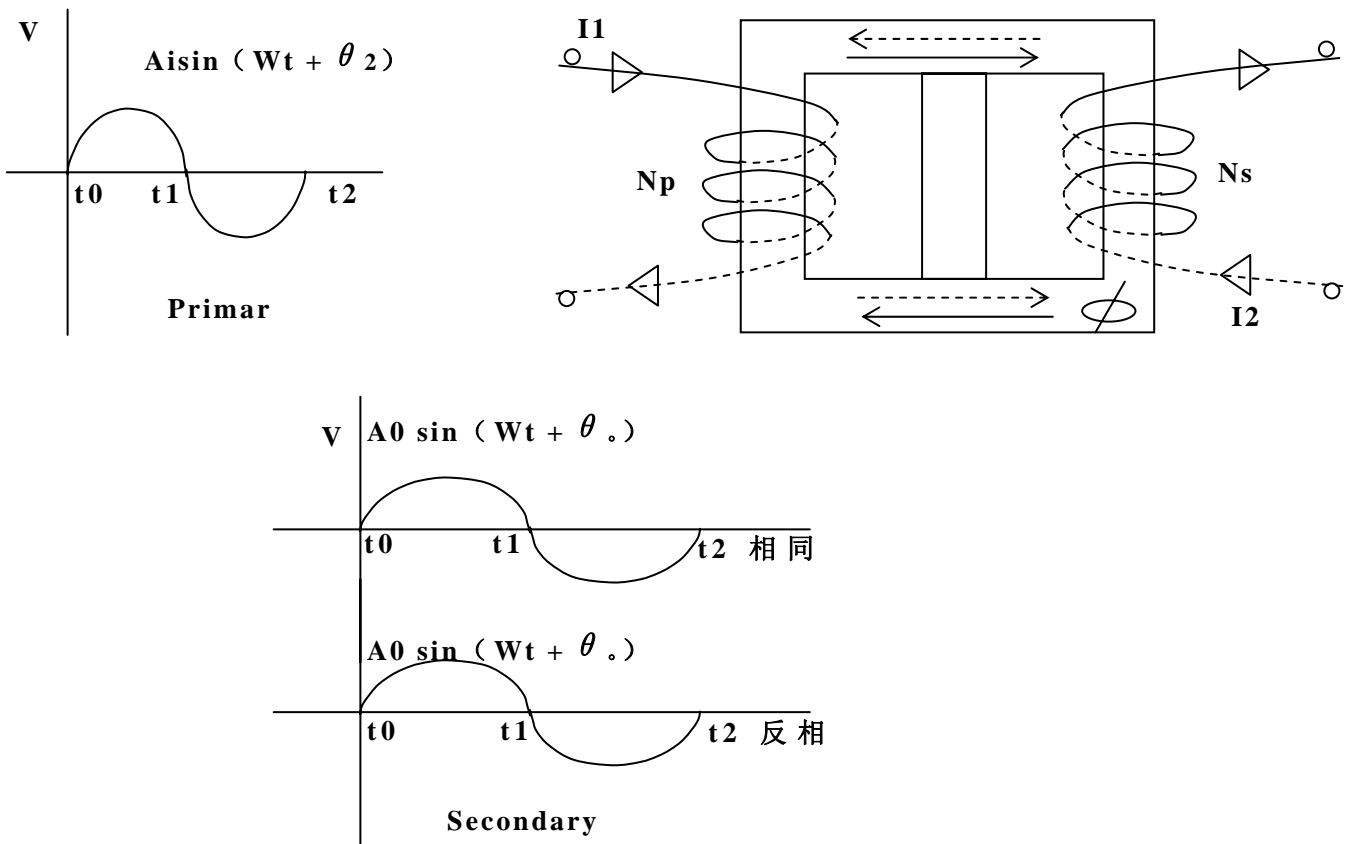 V
Aisin（Wt + θ2）
t0 t1 t2
Primar
I1
Np
Ns
I2
V
A0 sin（Wt + θ。）
t0 t1 t2 相同
A0 sin（Wt + θ。）
t0 t1 t2 反相
Secondary